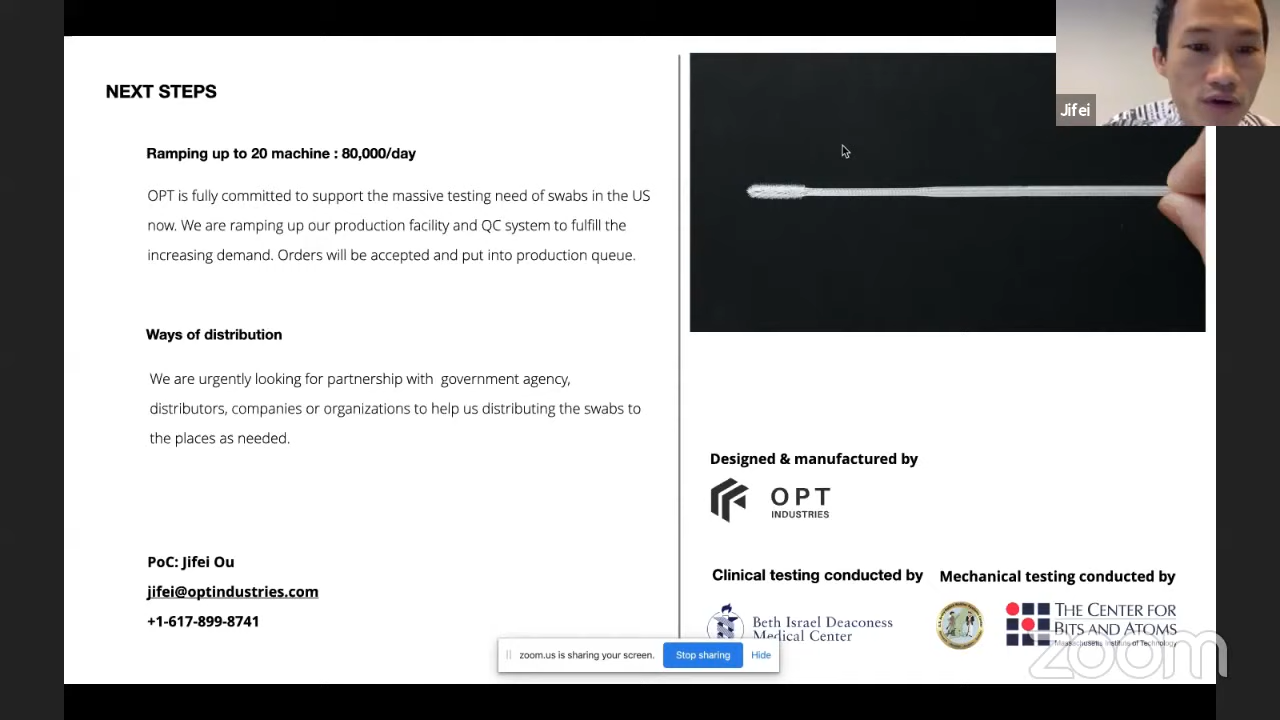 NEXT STEPS
Ramping up to 20 machine : 80,000/day
OPT is fully committed to support the massive testing need of swabs in the US
now. We are ramping up our production facility and QC system to fulfill the
increasing demand. Orders will be accepted and put into production queue.
Ways of distribution
We are urgently looking for partnership with government agency,
distributors, companies or organizations to help us distributing the swabs to
the places as needed.
PoC: Jifei Ou
jifei@optindustries.com
+1-617-899-8741
Jifei
Designed & manufactured by
OPT
INDUSTRIES
Clinical testing conducted by
Beth Israel Deaconess
Medical Center
Mechanical testing conducted by
THE CENTER FOR
BITS AND ATOMS
Massachusetts Institute of Technology
zoom.us is sharing your screen.
Stop sharing
Hide
zoom